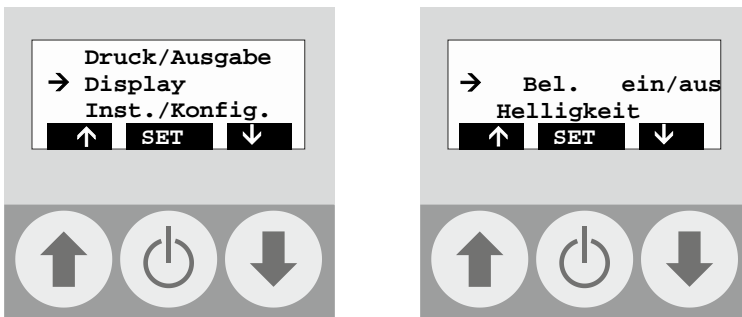 Druck/Ausgabe
→ Display
Inst./Konfig.
↑ SET ↓
→ Bel. ein/aus
Helligkeit
↑ SET ↓